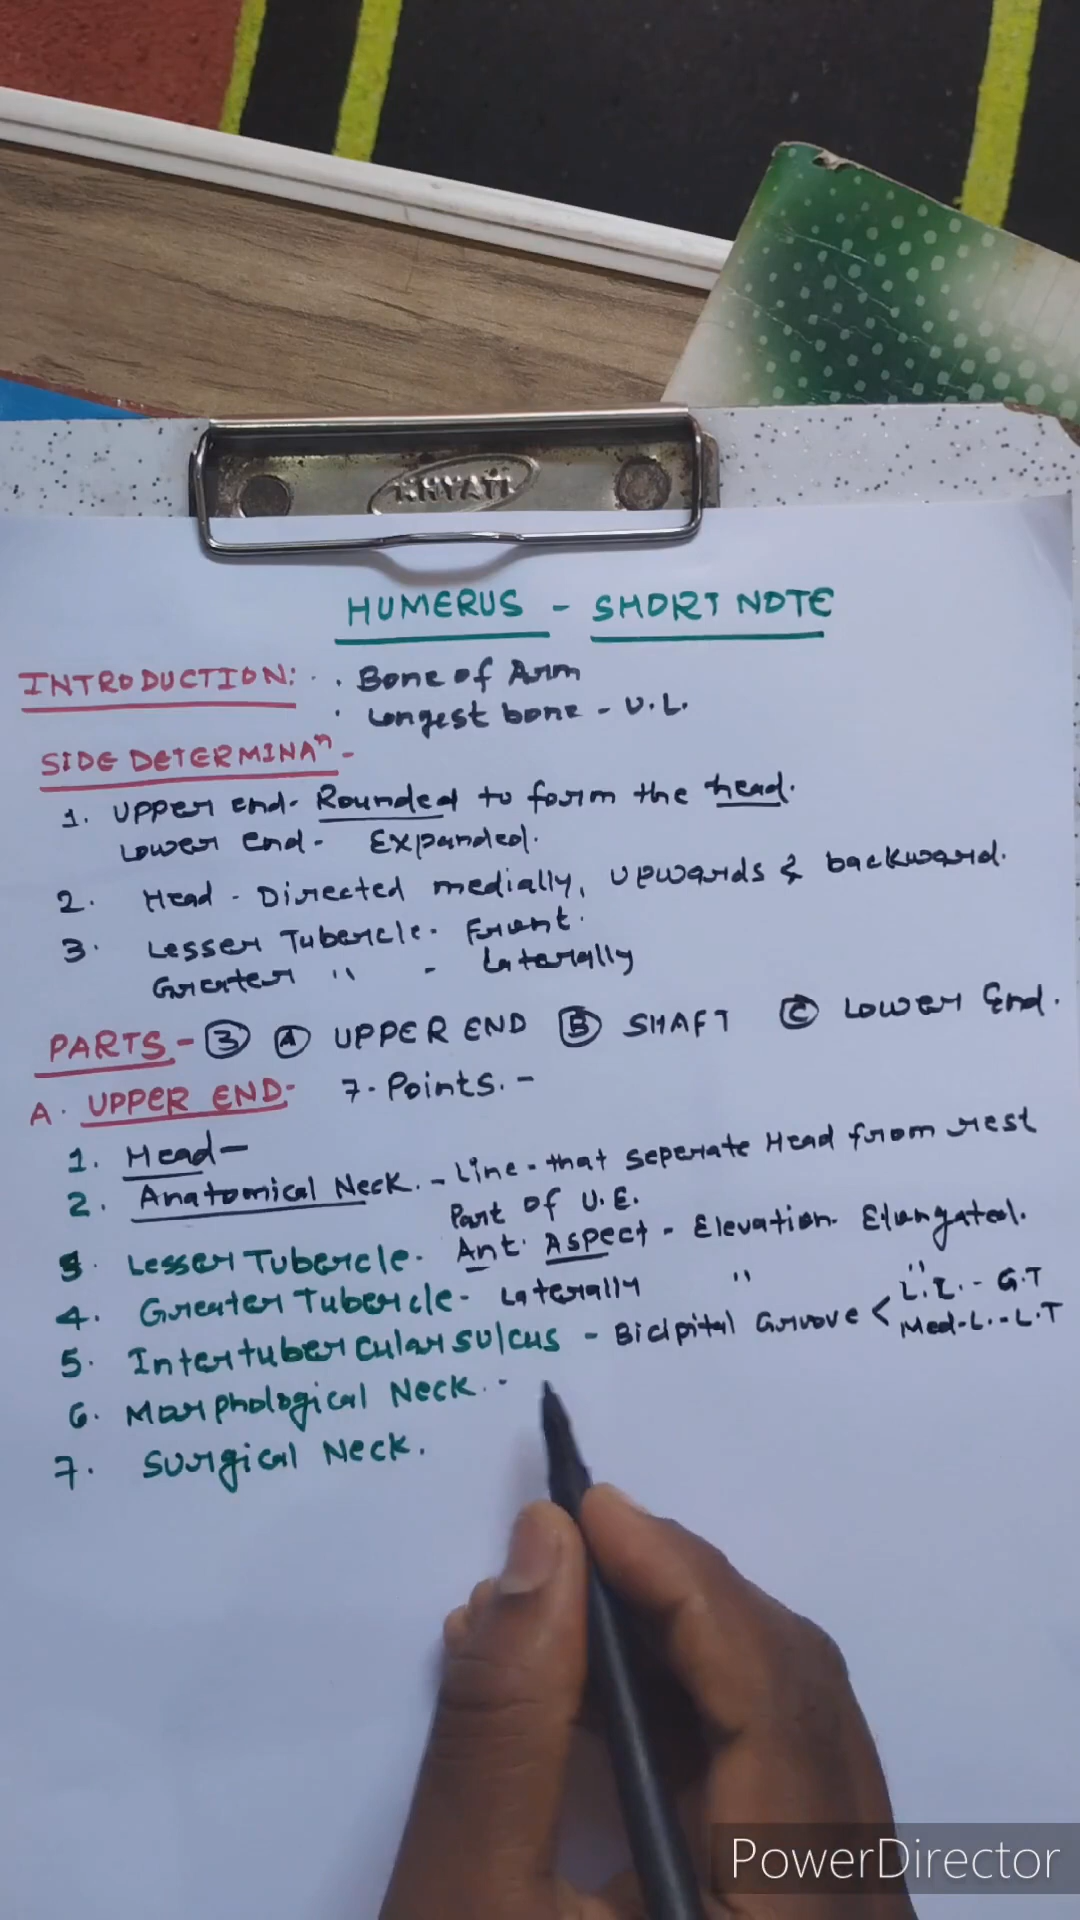 KHYATI
HUMERUS - SHORT NOTE
INTRODUCTION: . Bone of Arm
. Longest bone - U.L.
SIDE DETERMINAⁿ -
1. Upper end - Rounded to form the head.
Lower end - Expanded.
2. Head - Directed medially, upwards & backward.
3. Lesser Tubercle - Front.
Greater " - Laterally
PARTS - ③ Ⓐ UPPER END Ⓑ SHAFT Ⓒ LOWER End.
A. UPPER END - 7. Points. -
1. Head -
2. Anatomical Neck. - Line - that seperate Head from rest
Part of U.E.
3. Lesser Tubercle - Ant. Aspect - Elevation Elongated.
4. Greater Tubercle - Laterally " "
5. Intertubercular sulcus - Bicipital Groove < L.L. - G.T
Med.L. - L.T
6. Morphological Neck. -
7. Surgical Neck.
PowerDirector